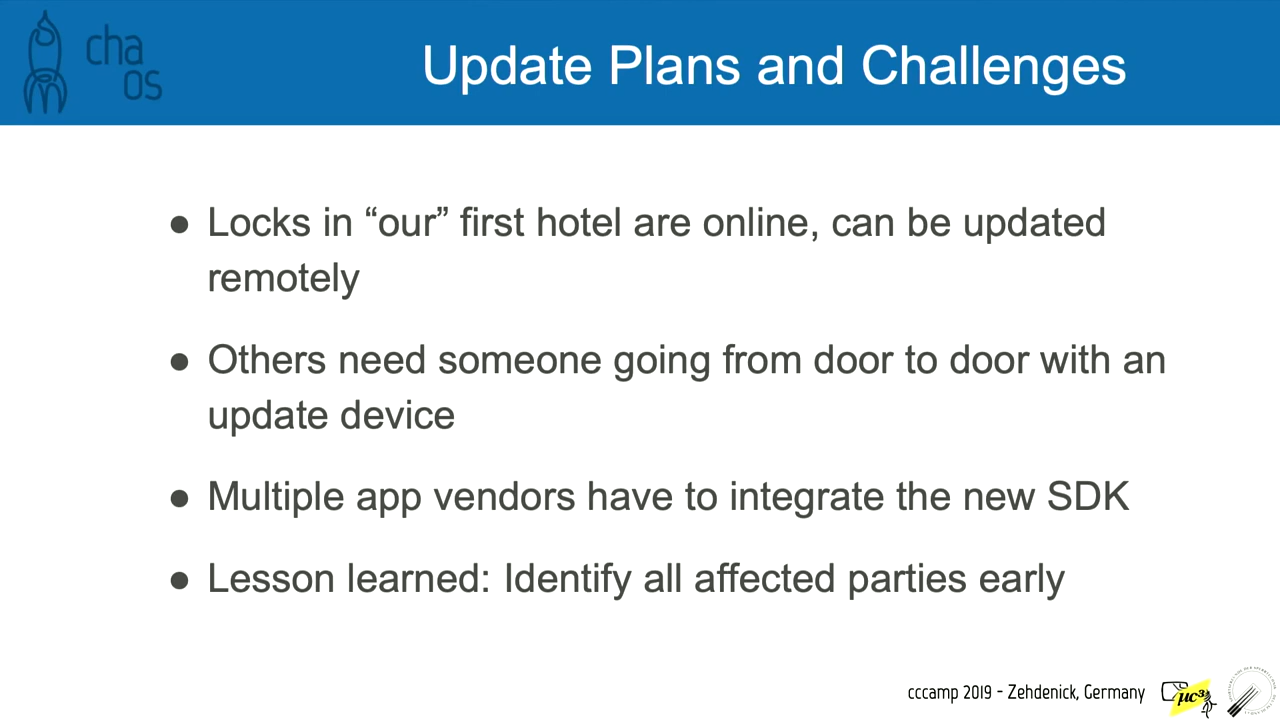 cha
os
Update Plans and Challenges
● Locks in “our” first hotel are online, can be updated
remotely
● Others need someone going from door to door with an
update device
● Multiple app vendors have to integrate the new SDK
● Lesson learned: Identify all affected parties early
cccamp 2019 - Zehdenick, Germany
μc³